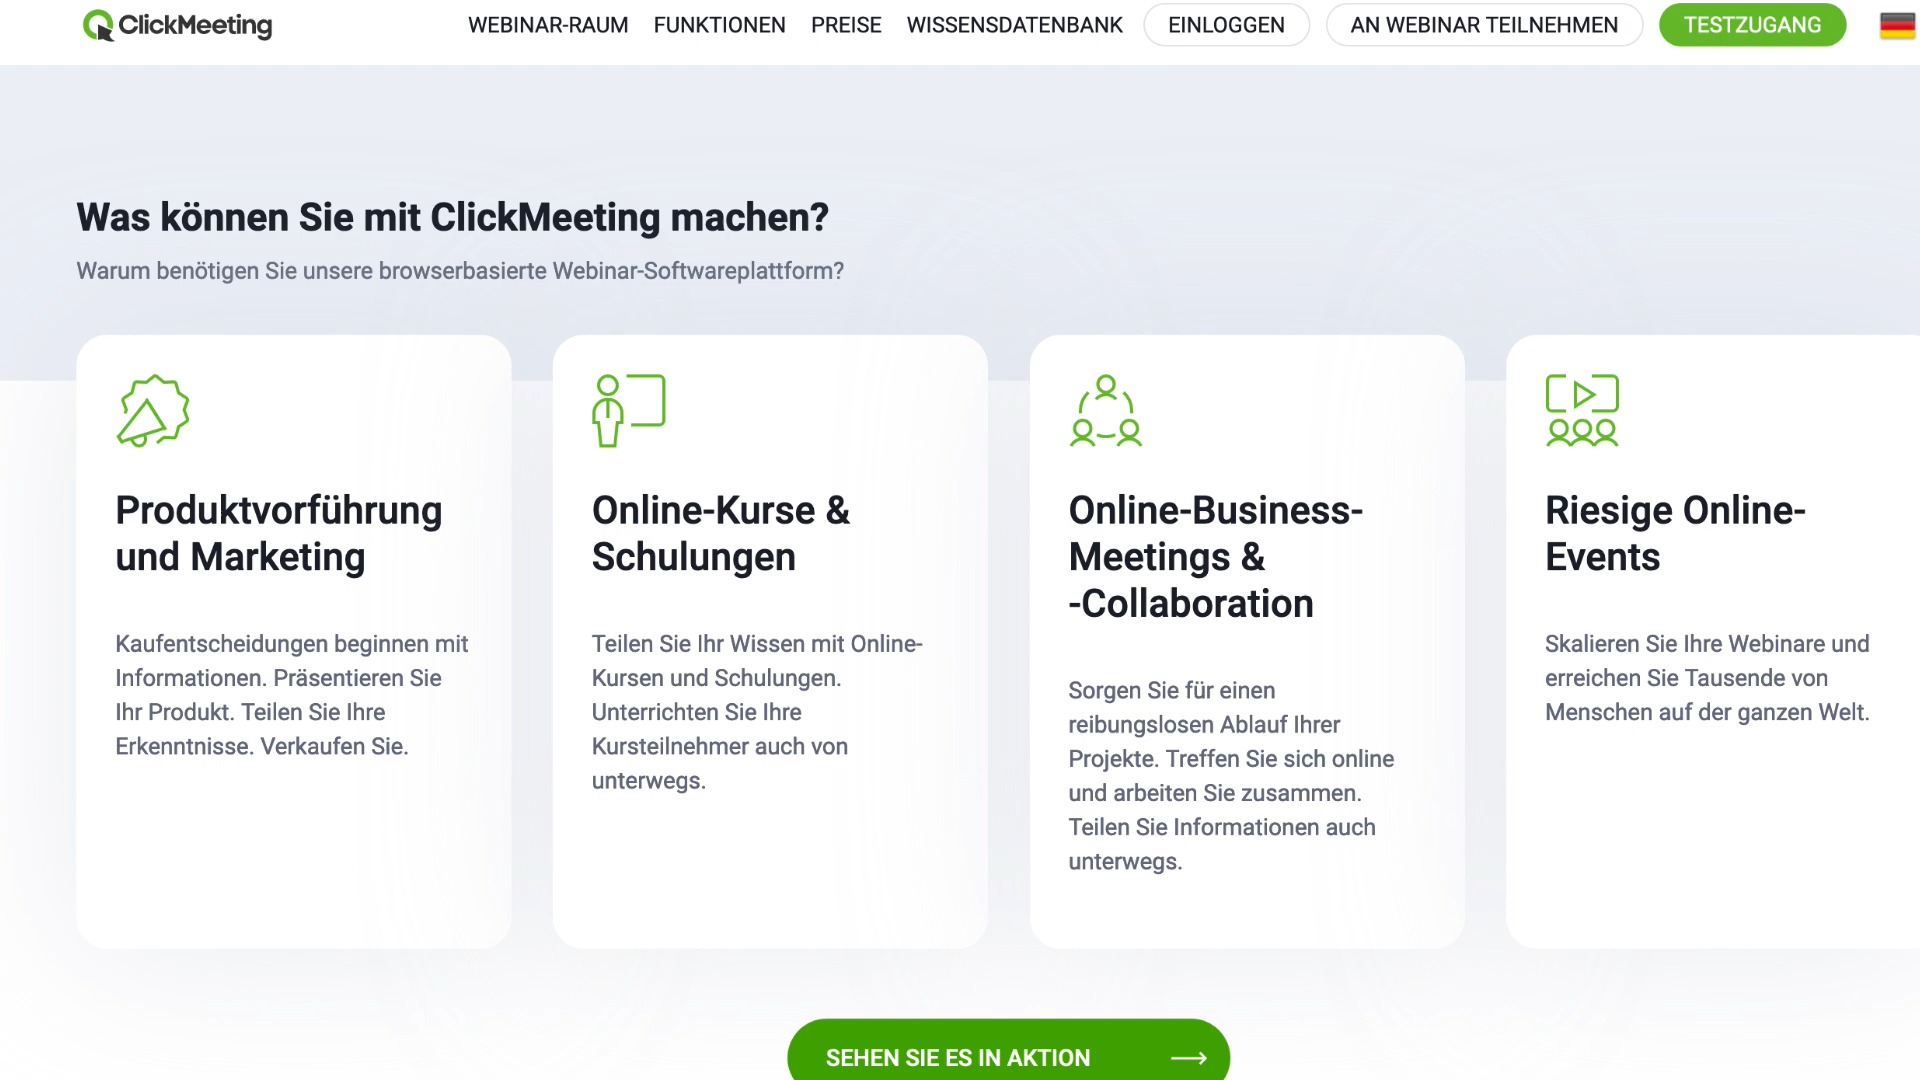 ClickMeeting
WEBINAR-RAUM FUNKTIONEN PREISE WISSENSDATENBANK EINLOGGEN AN WEBINAR TEILNEHMEN TESTZUGANG
Was können Sie mit ClickMeeting machen?
Warum benötigen Sie unsere browserbasierte Webinar-Softwareplattform?
Produktvorführung
und Marketing
Kaufentscheidungen beginnen mit
Informationen. Präsentieren Sie
Ihr Produkt. Teilen Sie Ihre
Erkenntnisse. Verkaufen Sie.
Online-Kurse &
Schulungen
Teilen Sie Ihr Wissen mit Online-
Kursen und Schulungen.
Unterrichten Sie Ihre
Kursteilnehmer auch von
unterwegs.
Online-Business-
Meetings &
-Collaboration
Sorgen Sie für einen
reibungslosen Ablauf Ihrer
Projekte. Treffen Sie sich online
und arbeiten Sie zusammen.
Teilen Sie Informationen auch
unterwegs.
Riesige Online-
Events
Skalieren Sie Ihre Webinare und
erreichen Sie Tausende von
Menschen auf der ganzen Welt.
SEHEN SIE ES IN AKTION